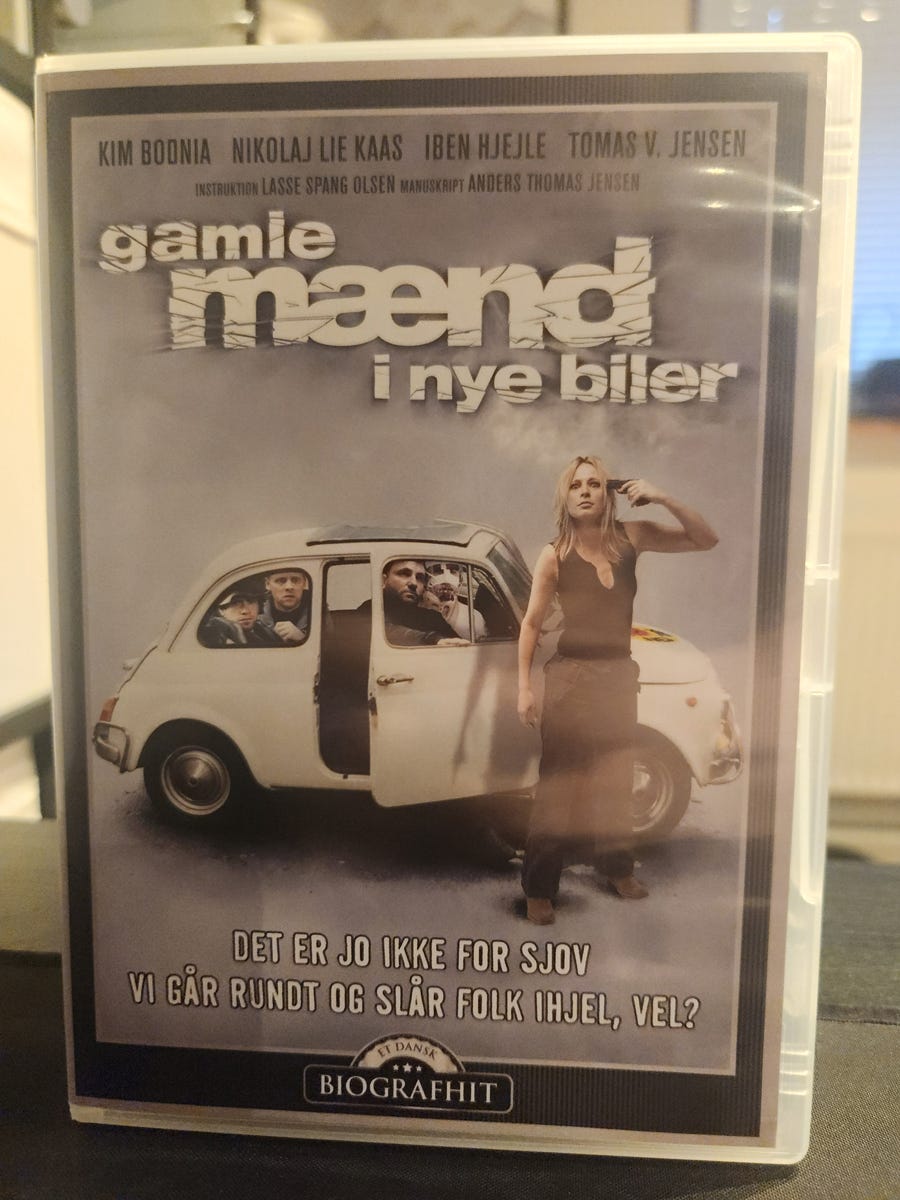 KIM BODNIA NIKOLAJ LIE KAAS IBEN HJEJLE TOMAS V. JENSEN
INSTRUKTION LASSE SPANG OLSEN MANUSKRIPT ANDERS THOMAS JENSEN
gamle
mænd
i nye biler
DET ER JO IKKE FOR SJOV
VI GÅR RUNDT OG SLÅR FOLK IHJEL, VEL?
ET DANSK
BIOGRAFHIT